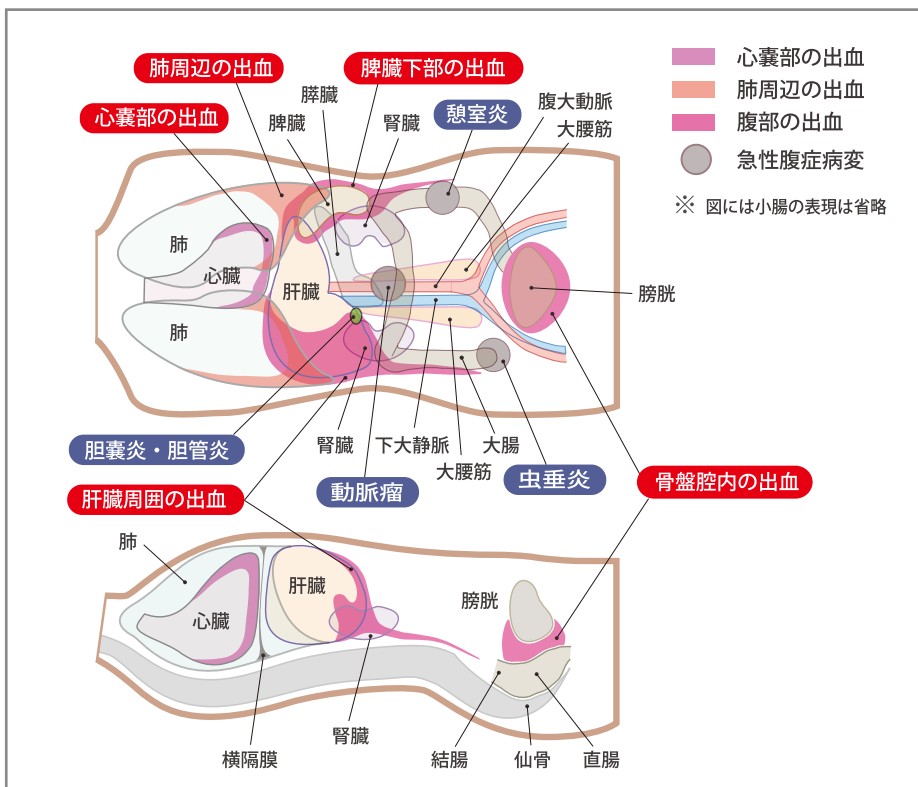 肺周辺の出血
脾臓下部の出血
心嚢部の出血
膵臓
脾臓
腎臓
憩室炎
腹大動脈
大腰筋
心嚢部の出血
肺周辺の出血
腹部の出血
急性腹症病変
※ 図には小腸の表現は省略
肺
心臓
肝臓
肺
膀胱
胆嚢炎・胆管炎
腎臓
下大静脈
大腸
大腰筋
動脈瘤
虫垂炎
肝臓周囲の出血
骨盤腔内の出血
肺
肝臓
心臓
膀胱
腎臓
横隔膜
結腸
仙骨
直腸